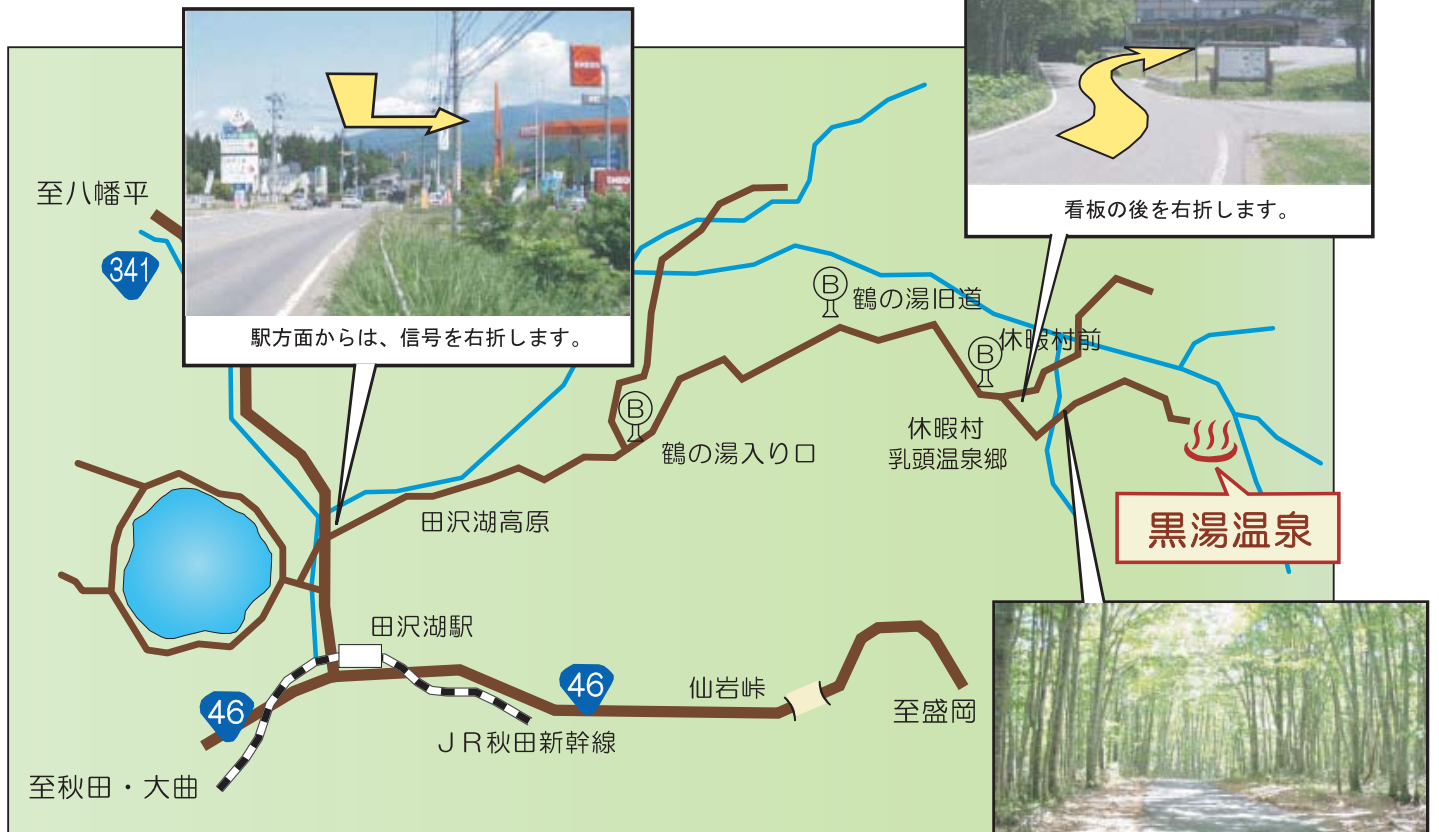 ENEOS
ENEOS
駅方面からは、信号を右折します。
看板の後を右折します。
至八幡平
341
B
鶴の湯旧道
B
休暇村前
B
鶴の湯入り口
休暇村
乳頭温泉郷
黒湯温泉
田沢湖高原
田沢湖駅
46
46
仙岩峠
至盛岡
JR秋田新幹線
至秋田・大曲